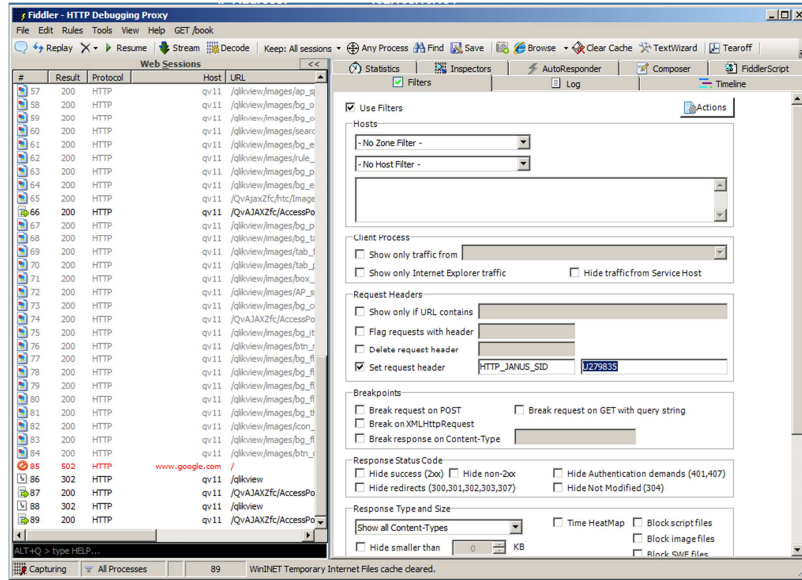 Fiddler - HTTP Debugging Proxy
File Edit Rules Tools View Help GET /book
Replay X Resume Stream Decode Keep: All sessions Any Process Find Save Browse Clear Cache TextWizard Tearoff
Web Sessions <<
# Result Protocol Host URL
57 200 HTTP qv11 /qlikview/images/ap_sp
58 200 HTTP qv11 /qlikview/images/bg_o
59 200 HTTP qv11 /qlikview/images/bg_c
60 200 HTTP qv11 /qlikview/images/searc
61 200 HTTP qv11 /qlikview/images/bg_e
62 200 HTTP qv11 /qlikview/images/rule_
63 200 HTTP qv11 /qlikview/images/bg_p
64 200 HTTP qv11 /qlikview/images/bg_e
65 200 HTTP qv11 /QvAjaxZfc/htc/Image
66 200 HTTP qv11 /QvAJAXZfc/AccessPo
67 200 HTTP qv11 /qlikview/images/bg_p
68 200 HTTP qv11 /qlikview/images/bg_ta
69 200 HTTP qv11 /qlikview/images/tab_f
70 200 HTTP qv11 /qlikview/images/tab_p
71 200 HTTP qv11 /qlikview/images/box_
72 200 HTTP qv11 /qlikview/images/AP_s
73 200 HTTP qv11 /qlikview/images/bg_c
74 200 HTTP qv11 /QvAJAXZfc/AccessPo
75 200 HTTP qv11 /qlikview/images/bg_it
76 200 HTTP qv11 /qlikview/images/btn_r
77 200 HTTP qv11 /qlikview/images/bg_fl
78 200 HTTP qv11 /qlikview/images/bg_fl
79 200 HTTP qv11 /qlikview/images/bg_fl
80 200 HTTP qv11 /qlikview/images/bg_fl
81 200 HTTP qv11 /qlikview/images/bg_th
82 200 HTTP qv11 /qlikview/images/icon_
83 200 HTTP qv11 /qlikview/images/bg_fl
84 200 HTTP qv11 /qlikview/images/btn_c
85 502 HTTP www.google.com /
86 302 HTTP qv11 /qlikview
87 200 HTTP qv11 /QvAJAXZfc/AccessPo
88 302 HTTP qv11 /qlikview
89 200 HTTP qv11 /QvAJAXZfc/AccessPo
ALT+Q > type HELP...
Statistics Inspectors AutoResponder Composer FiddlerScript
Filters Log Timeline
Use Filters Actions
Hosts
- No Zone Filter -
- No Host Filter -
Client Process
Show only traffic from
Show only Internet Explorer traffic Hide traffic from Service Host
Request Headers
Show only if URL contains
Flag requests with header
Delete request header
Set request header HTTP_JANUS_SID U279835
Breakpoints
Break request on POST Break request on GET with query string
Break on XMLHttpRequest
Break response on Content-Type
Response Status Code
Hide success (2xx) Hide non-2xx Hide Authentication demands (401,407)
Hide redirects (300,301,302,303,307) Hide Not Modified (304)
Response Type and Size
Show all Content-Types Time HeatMap Block script files
Block image files
Hide smaller than 0 KB Block SWF files
Capturing All Processes 89 WinINET Temporary Internet Files cache cleared.